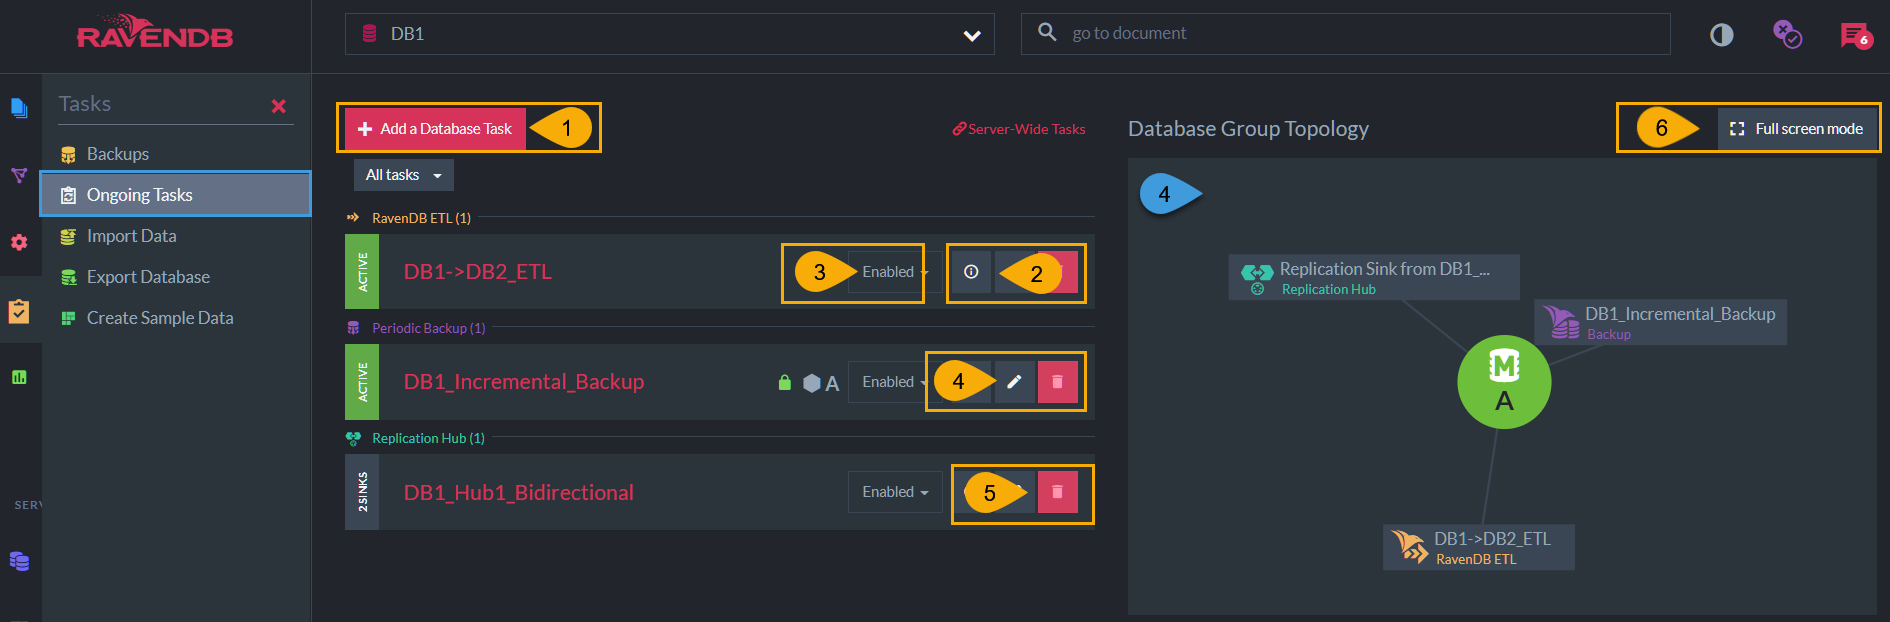 RAVENDB
DB1
go to document
6
Tasks
Backups
Ongoing Tasks
Import Data
Export Database
Create Sample Data
SERV
Add a Database Task
1
Server-Wide Tasks
All tasks
RavenDB ETL (1)
ACTIVE
DB1->DB2_ETL
3
Enabled
2
Periodic Backup (1)
ACTIVE
DB1_Incremental_Backup
A
Enabled
4
Replication Hub (1)
2 SINKS
DB1_Hub1_Bidirectional
Enabled
5
Database Group Topology
6
Full screen mode
4
Replication Sink from DB1_...
Replication Hub
DB1_Incremental_Backup
Backup
M
A
DB1->DB2_ETL
RavenDB ETL